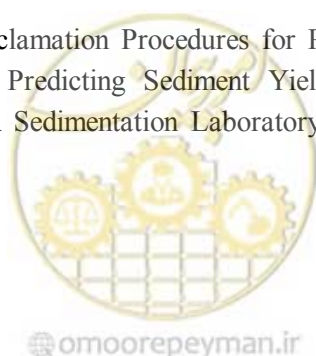 clamation Procedures for
Predicting Sediment Yiel
Sedimentation Laboratory
omoorepeyman.ir